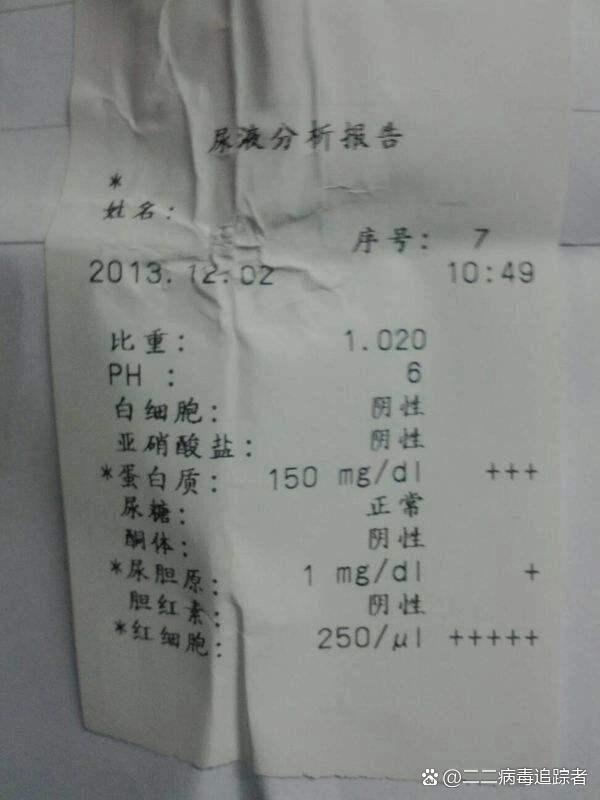 尿液分析报告
*
姓名:
序号: 7
2013.12.02 10:49
比重: 1.020
PH : 6
白细胞: 阴性
亚硝酸盐: 阴性
*蛋白质: 150 mg/dl +++
尿糖: 正常
酮体: 阴性
*尿胆原: 1 mg/dl +
胆红素: 阴性
*红细胞: 250/μl +++++
@二二病毒追踪者